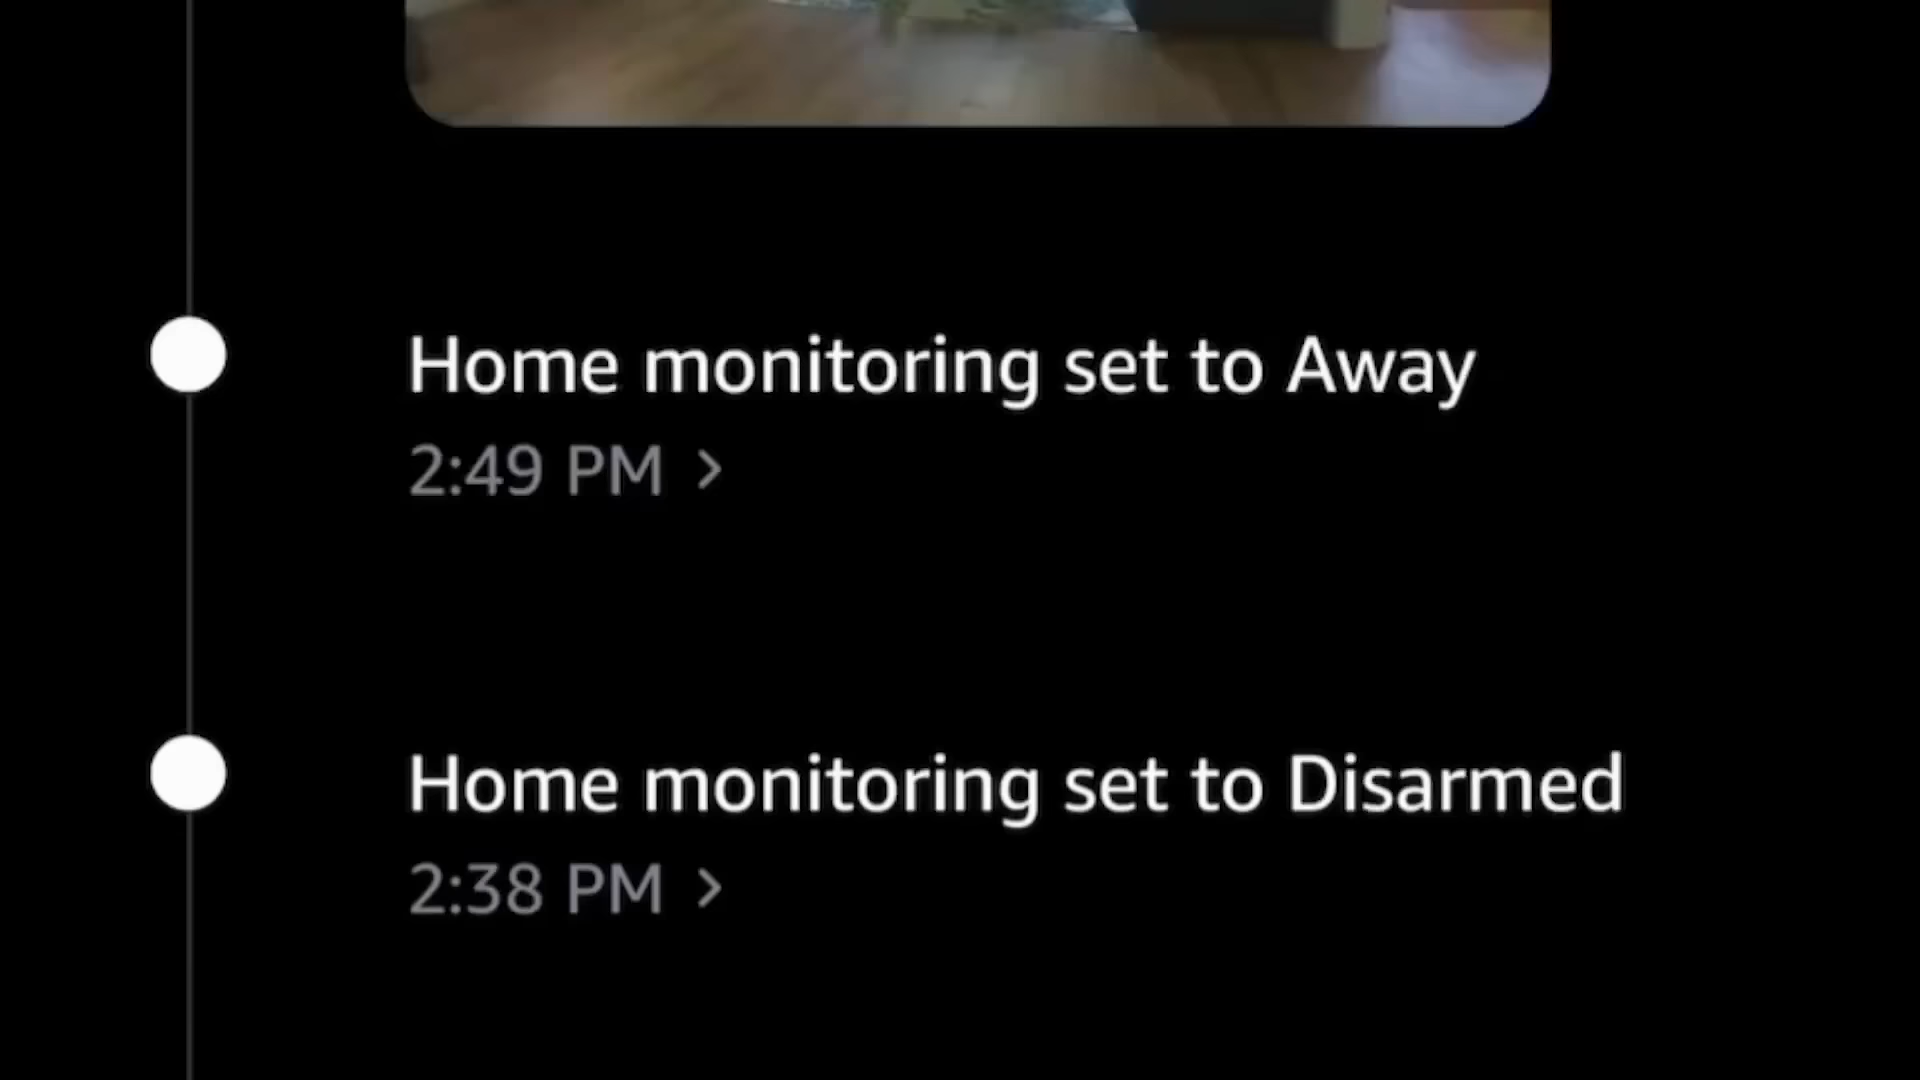 Home monitoring set to Away
2:49 PM >
Home monitoring set to Disarmed
2:38 PM >